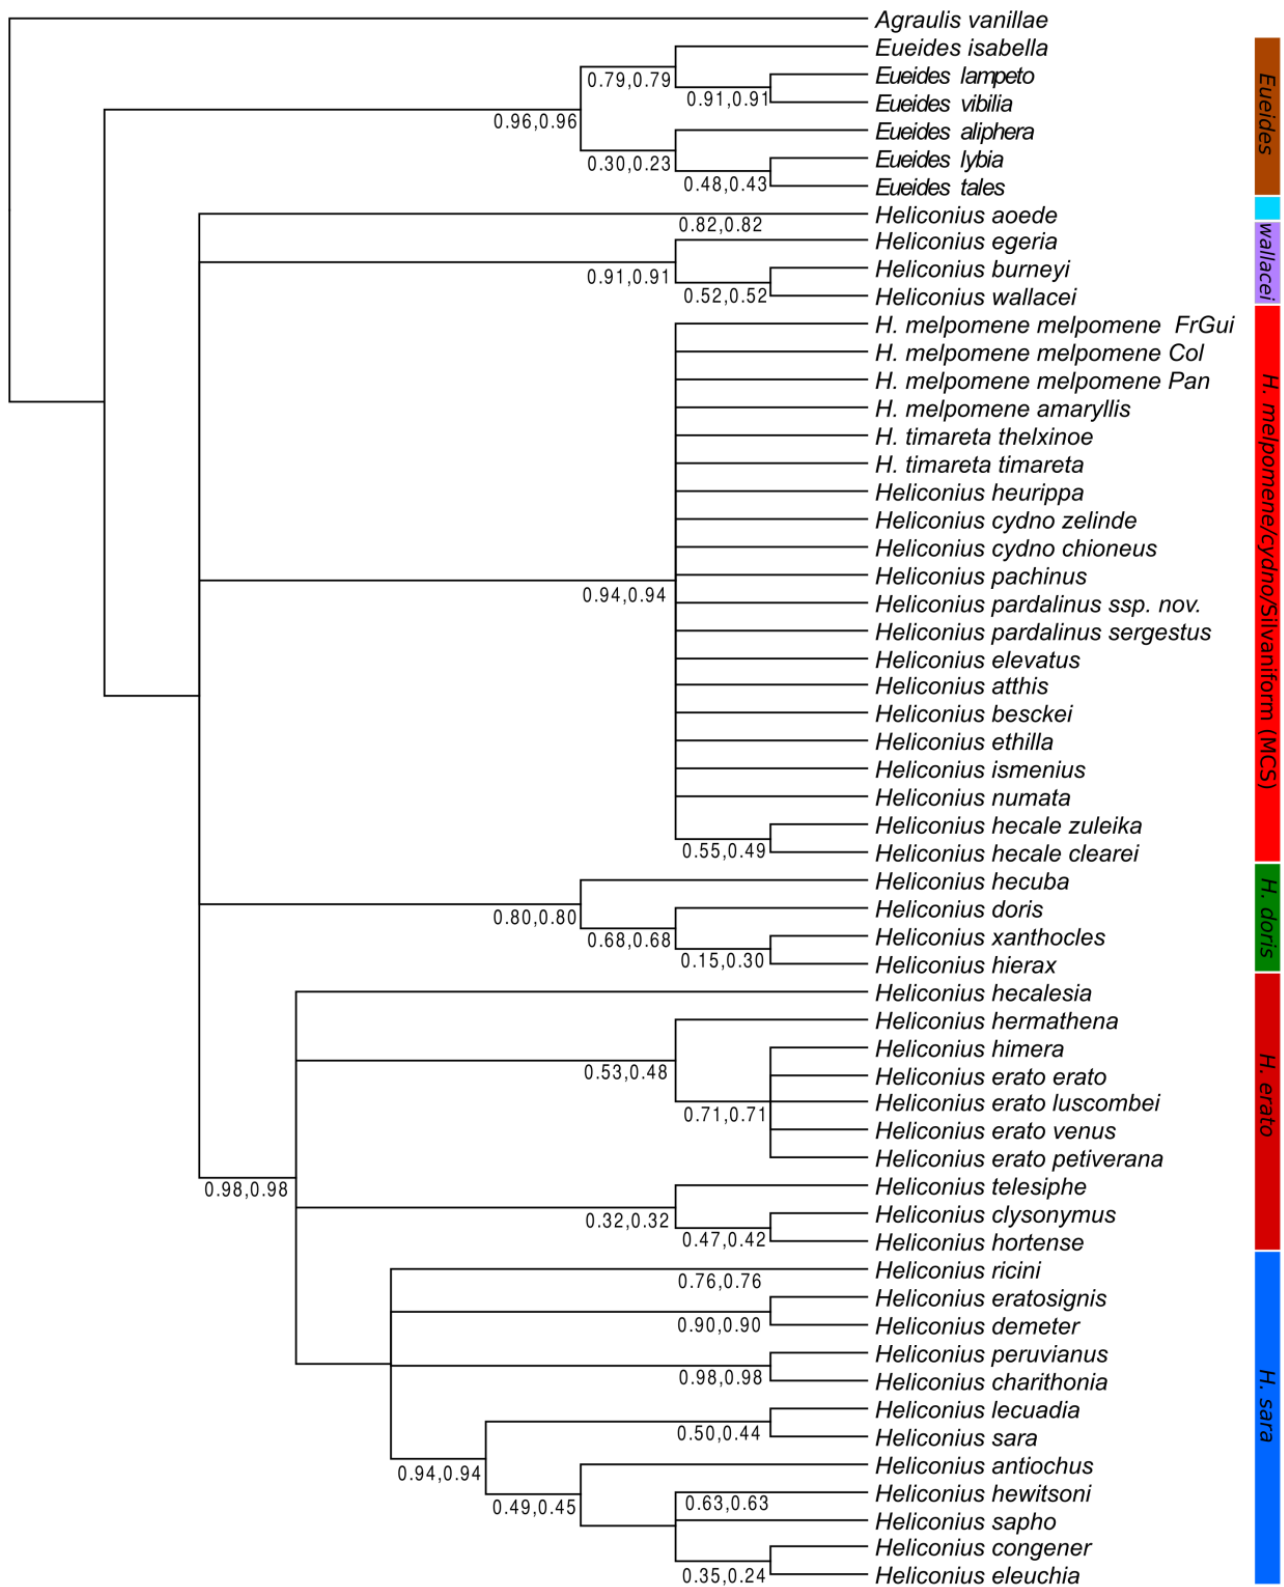 Agraulis vanillae
Eueides isabella
0.79,0.79
Eueides lampeto
0.91,0.91
Eueides vibilia
0.96,0.96
Eueides aliphera
0.30,0.23
Eueides lybia
0.48,0.43
Eueides tales
Eueides
Heliconius aoede
0.82,0.82
Heliconius egeria
0.91,0.91
Heliconius burneyi
0.52,0.52
Heliconius wallacei
wallacei
H. melpomene melpomene FrGui
H. melpomene melpomene Col
H. melpomene melpomene Pan
H. melpomene amaryllis
H. timareta thelxinoe
H. timareta timareta
Heliconius heurippa
Heliconius cydno zelinde
Heliconius cydno chioneus
Heliconius pachinus
0.94,0.94
Heliconius pardalinus ssp. nov.
Heliconius pardalinus sergestus
Heliconius elevatus
Heliconius atthis
Heliconius besckei
Heliconius ethilla
Heliconius ismenius
Heliconius numata
Heliconius hecale zuleika
0.55,0.49
Heliconius hecale clearei
H. melpomene/cydno/Silvaniform (MCS)
Heliconius hecuba
0.80,0.80
Heliconius doris
0.68,0.68
Heliconius xanthocles
0.15,0.30
Heliconius hierax
H. doris
Heliconius hecalesia
Heliconius hermathena
Heliconius himera
0.53,0.48
Heliconius erato erato
Heliconius erato luscombei
0.71,0.71
Heliconius erato venus
Heliconius erato petiverana
0.98,0.98
Heliconius telesiphe
0.32,0.32
Heliconius clysonymus
0.47,0.42
Heliconius hortense
H. erato
Heliconius ricini
0.76,0.76
Heliconius eratosignis
0.90,0.90
Heliconius demeter
Heliconius peruvianus
0.98,0.98
Heliconius charithonia
Heliconius lecuadia
0.50,0.44
Heliconius sara
0.94,0.94
Heliconius antiochus
0.49,0.45
Heliconius hewitsoni
0.63,0.63
Heliconius sapho
Heliconius congener
0.35,0.24
Heliconius eleuchia
H. sara